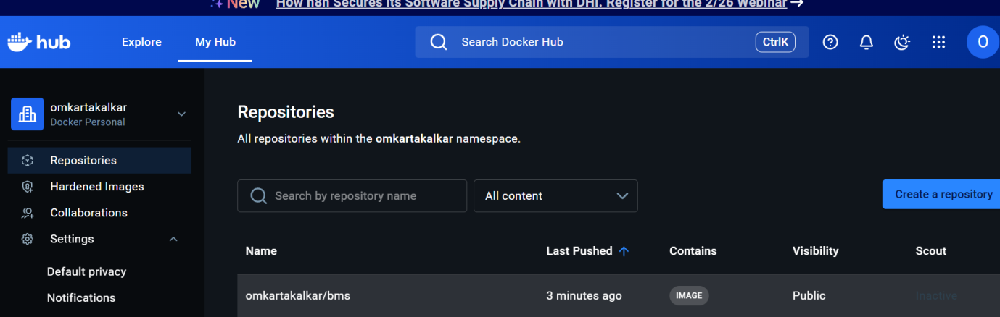 New How n8n Secures Its Software Supply Chain with DHI. Register for the 2/26 Webinar →
hub Explore My Hub Search Docker Hub CtrlK O
omkartakalkar
Docker Personal
Repositories
Hardened Images
Collaborations
Settings
Default privacy
Notifications
Repositories
All repositories within the omkartakalkar namespace.
Search by repository name All content Create a repository
Name Last Pushed ↑ Contains Visibility Scout
omkartakalkar/bms 3 minutes ago IMAGE Public Inactive